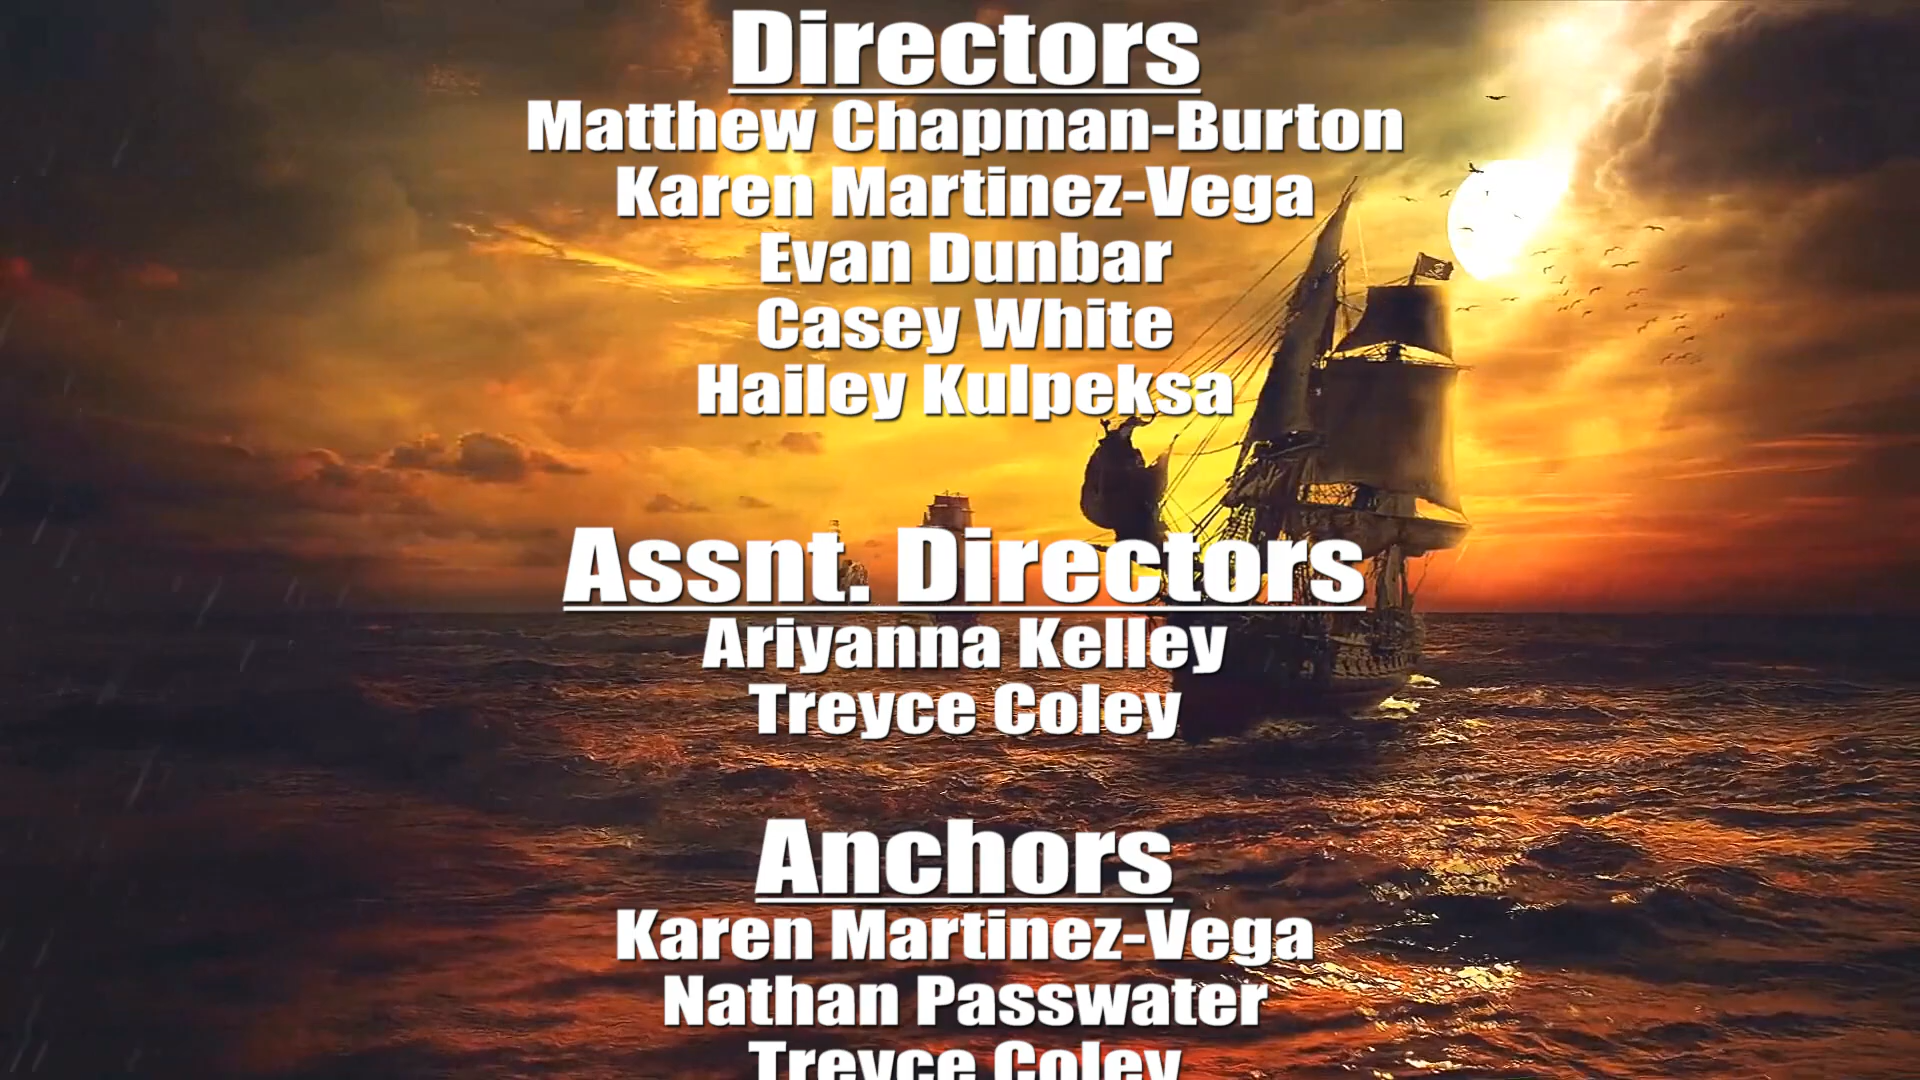 Directors
Matthew Chapman-Burton
Karen Martinez-Vega
Evan Dunbar
Casey White
Hailey Kulpeksa
Assnt. Directors
Ariyanna Kelley
Treyce Coley
Anchors
Karen Martinez-Vega
Nathan Passwater
Treyce Coley